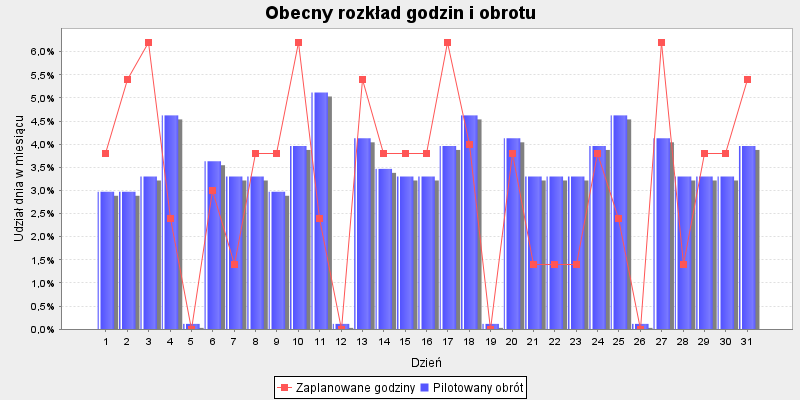 Obecny rozkład godzin i obrotu
Udział dnia w miesiącu
6,0%
5,5%
5,0%
4,5%
4,0%
3,5%
3,0%
2,5%
2,0%
1,5%
1,0%
0,5%
0,0%
1 2 3 4 5 6 7 8 9 10 11 12 13 14 15 16 17 18 19 20 21 22 23 24 25 26 27 28 29 30 31
Dzień
Zaplanowane godziny Pilotowany obrót